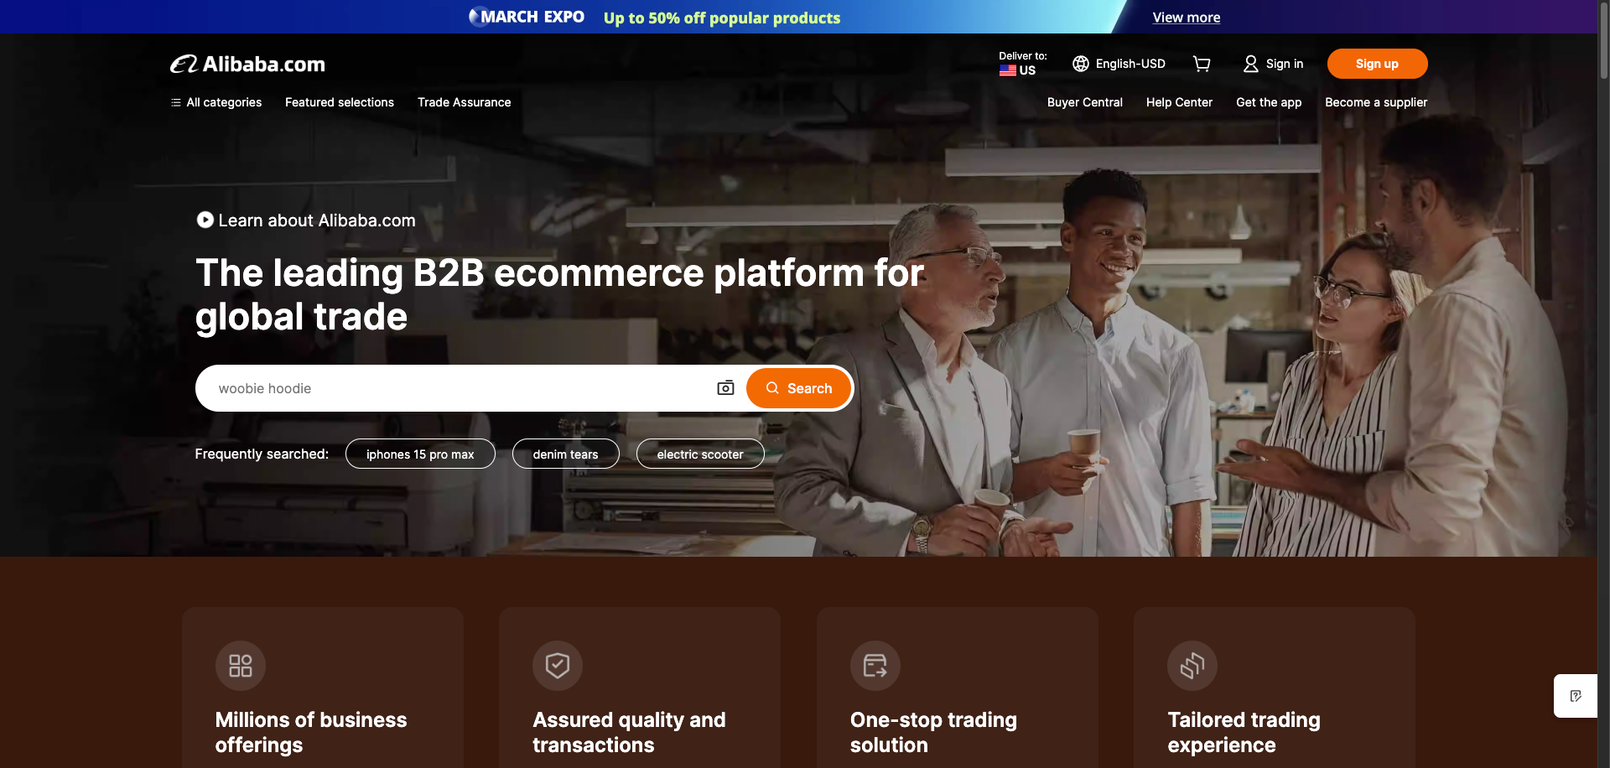 MARCH EXPO Up to 50% off popular products View more
Alibaba.com
Deliver to:
US
English-USD
Sign in
Sign up
All categories Featured selections Trade Assurance
Buyer Central Help Center Get the app Become a supplier
Learn about Alibaba.com
The leading B2B ecommerce platform for
global trade
woobie hoodie
Search
Frequently searched: iphones 15 pro max denim tears electric scooter
Millions of business
offerings
Assured quality and
transactions
One-stop trading
solution
Tailored trading
experience